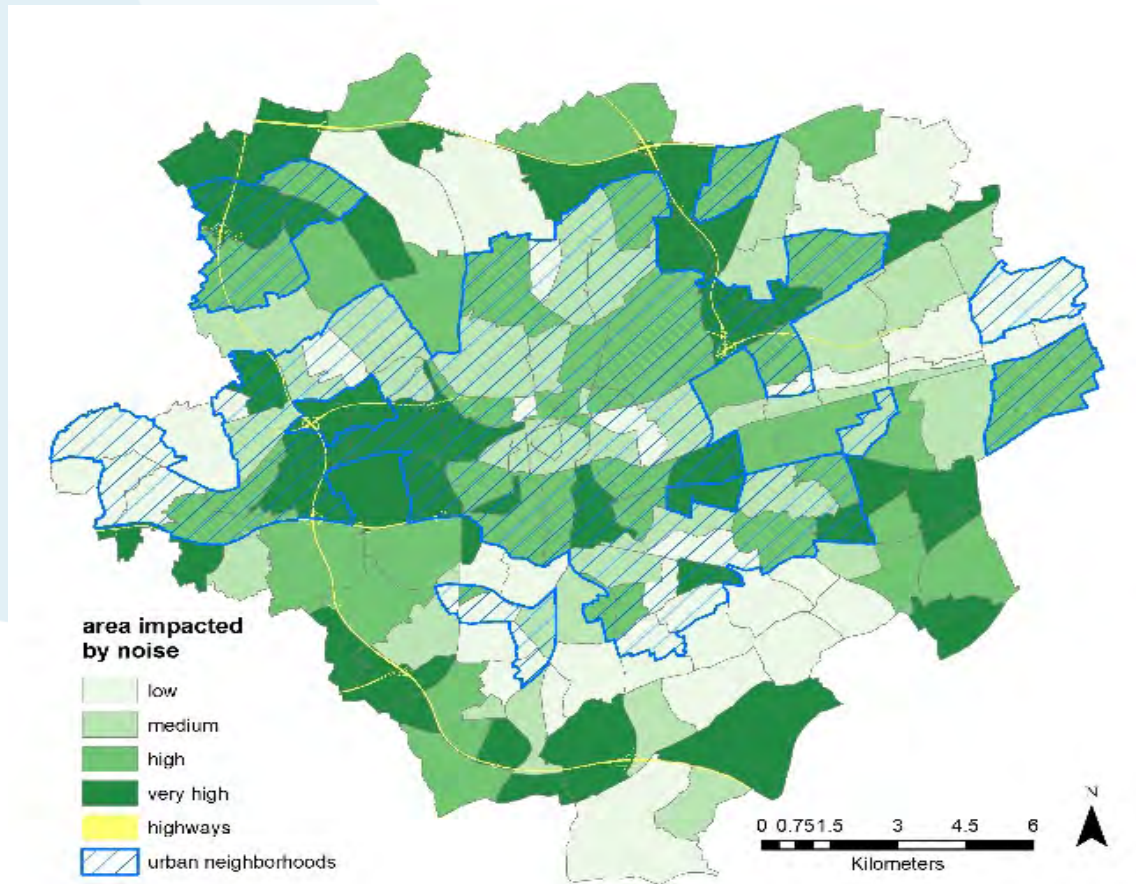 area impacted
by noise
low
medium
high
very high
highways
urban neighborhoods
0 0.751.5 3 4.5 6
Kilometers
N